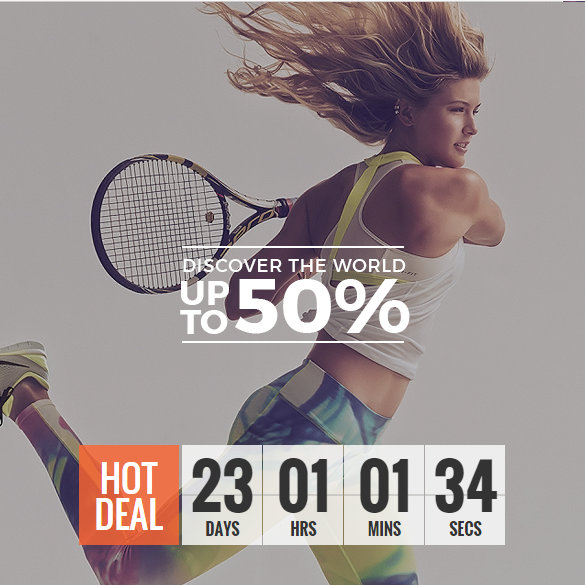 DISCOVER THE WORLD
UP TO 50%
HOT DEAL
23 01 01 34
DAYS HRS MINS SECS